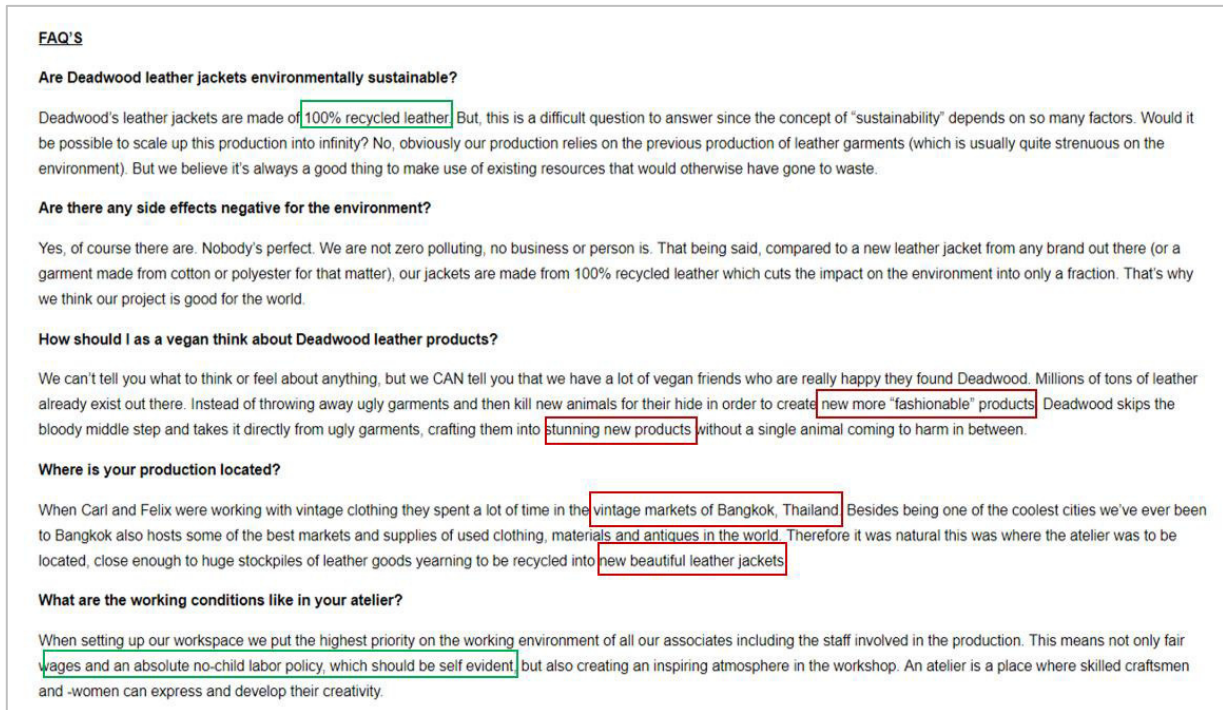 FAQ'S
Are Deadwood leather jackets environmentally sustainable?
Deadwood's leather jackets are made of 100% recycled leather. But, this is a difficult question to answer since the concept of "sustainability" depends on so many factors. Would it
be possible to scale up this production into infinity? No, obviously our production relies on the previous production of leather garments (which is usually quite strenuous on the
environment). But we believe it's always a good thing to make use of existing resources that would otherwise have gone to waste.
Are there any side effects negative for the environment?
Yes, of course there are. Nobody's perfect. We are not zero polluting, no business or person is. That being said, compared to a new leather jacket from any brand out there (or a
garment made from cotton or polyester for that matter), our jackets are made from 100% recycled leather which cuts the impact on the environment into only a fraction. That's why
we think our project is good for the world.
How should I as a vegan think about Deadwood leather products?
We can't tell you what to think or feel about anything, but we CAN tell you that we have a lot of vegan friends who are really happy they found Deadwood. Millions of tons of leather
already exist out there. Instead of throwing away ugly garments and then kill new animals for their hide in order to create new more "fashionable" products. Deadwood skips the
bloody middle step and takes it directly from ugly garments, crafting them into stunning new products without a single animal coming to harm in between.
Where is your production located?
When Carl and Felix were working with vintage clothing they spent a lot of time in the vintage markets of Bangkok, Thailand. Besides being one of the coolest cities we've ever been
to Bangkok also hosts some of the best markets and supplies of used clothing, materials and antiques in the world. Therefore it was natural this was where the atelier was to be
located, close enough to huge stockpiles of leather goods yearning to be recycled into new beautiful leather jackets.
What are the working conditions like in your atelier?
When setting up our workspace we put the highest priority on the working environment of all our associates including the staff involved in the production. This means not only fair
wages and an absolute no-child labor policy, which should be self evident, but also creating an inspiring atmosphere in the workshop. An atelier is a place where skilled craftsmen
and -women can express and develop their creativity.